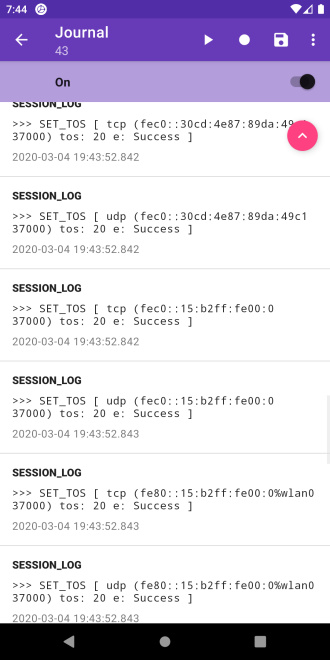 7:44
Journal
43
On
SESSION_LOG
>>> SET_TOS [ tcp (fec0::30cd:4e87:89da:49
37000) tos: 20 e: Success ]
2020-03-04 19:43:52.842
SESSION_LOG
>>> SET_TOS [ udp (fec0::30cd:4e87:89da:49c1
37000) tos: 20 e: Success ]
2020-03-04 19:43:52.842
SESSION_LOG
>>> SET_TOS [ tcp (fec0::15:b2ff:fe00:0
37000) tos: 20 e: Success ]
2020-03-04 19:43:52.842
SESSION_LOG
>>> SET_TOS [ udp (fec0::15:b2ff:fe00:0
37000) tos: 20 e: Success ]
2020-03-04 19:43:52.843
SESSION_LOG
>>> SET_TOS [ tcp (fe80::15:b2ff:fe00:0%wlan0
37000) tos: 20 e: Success ]
2020-03-04 19:43:52.843
SESSION_LOG
>>> SET_TOS [ udp (fe80::15:b2ff:fe00:0%wlan0
37000) tos: 20 e: Success ]
2020-03-04 19:43:52.843